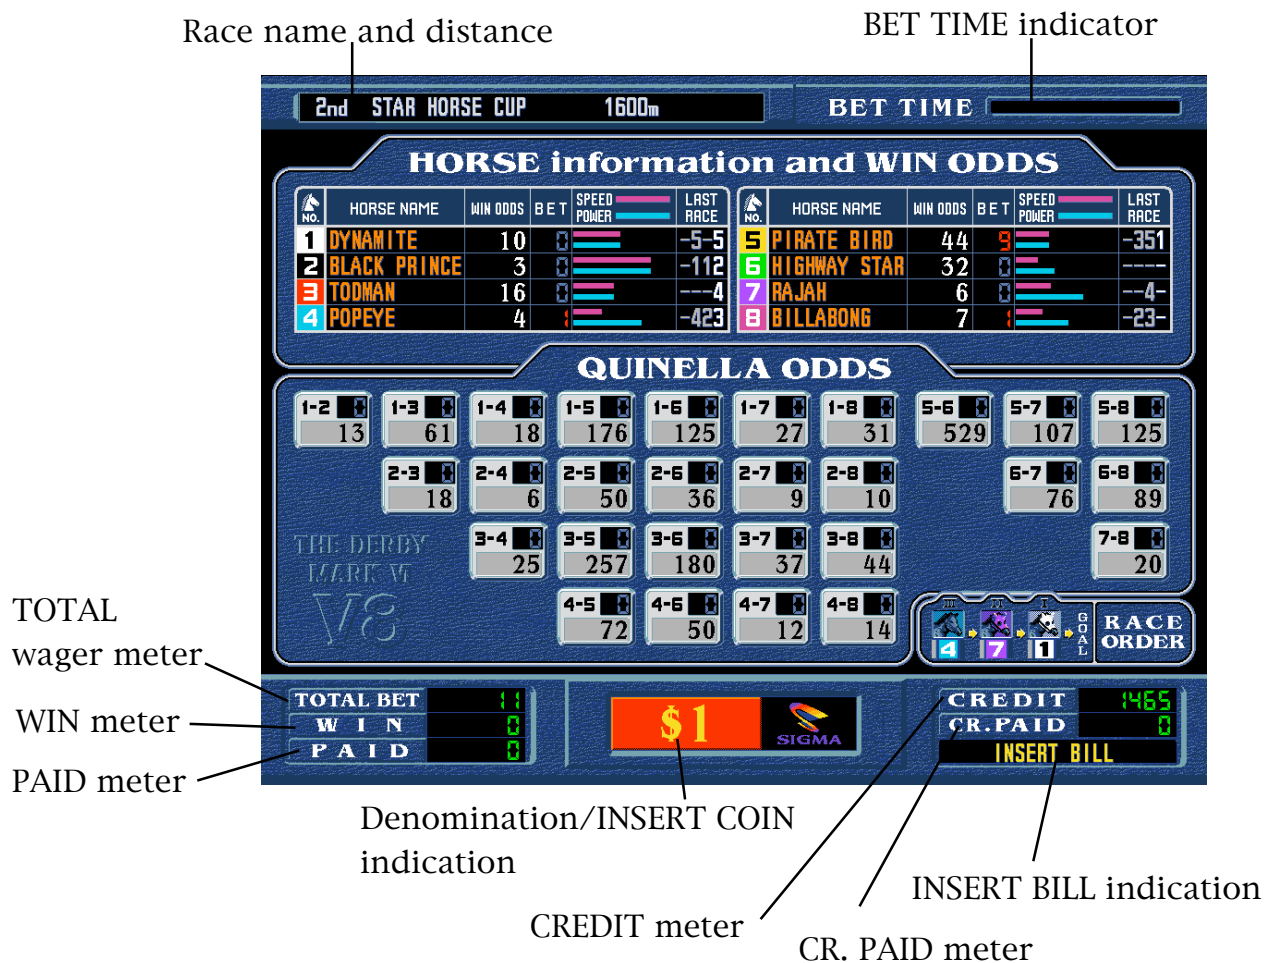 Race name and distance
BET TIME indicator
2nd STAR HORSE CUP 1600m
BET TIME
HORSE information and WIN ODDS
NO. HORSE NAME WIN ODDS BET SPEED POWER LAST RACE
1 DYNAMITE 10 0 -5-5
2 BLACK PRINCE 3 0 -112
3 TODMAN 16 0 ---4
4 POPEYE 4 1 -423
NO. HORSE NAME WIN ODDS BET SPEED POWER LAST RACE
5 PIRATE BIRD 44 9 -351
6 HIGHWAY STAR 32 0 ----
7 RAJAH 6 0 --4-
8 BILLABONG 7 1 -23-
QUINELLA ODDS
1-2 0 1-3 0 1-4 0 1-5 0 1-6 0 1-7 0 1-8 0 5-6 0 5-7 0 5-8 0
13 61 18 176 125 27 31 529 107 125
2-3 0 2-4 0 2-5 0 2-6 0 2-7 0 2-8 0 6-7 0 6-8 0
18 6 50 36 9 10 76 89
3-4 0 3-5 0 3-6 0 3-7 0 3-8 0 7-8 0
25 257 180 37 44 20
4-5 0 4-6 0 4-7 0 4-8 0
72 50 12 14
THE DERBY
MARK VI
V8
III II I
4 7 1
GOAL
RACE
ORDER
TOTAL
wager meter
WIN meter
PAID meter
TOTAL BET 11
WIN 0
PAID 0
$1
SIGMA
CREDIT 1465
CR.PAID 0
INSERT BILL
Denomination/INSERT COIN
indication
INSERT BILL indication
CREDIT meter
CR. PAID meter